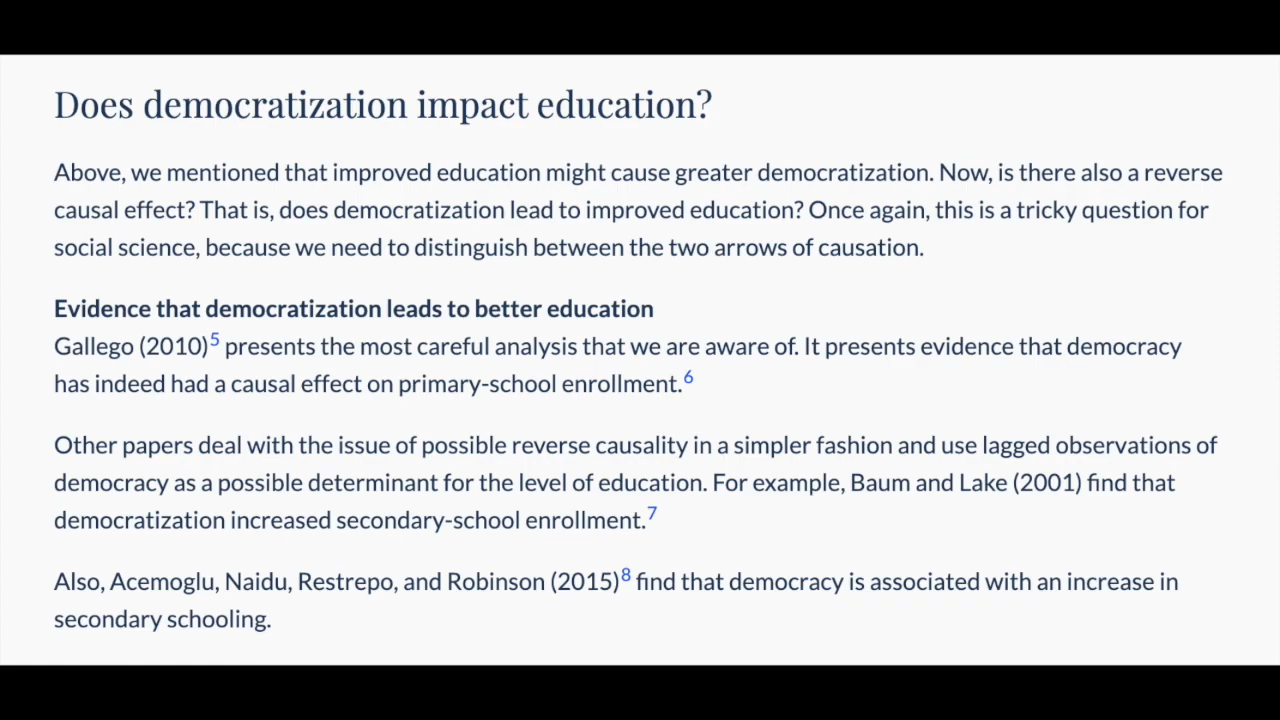 Does democratization impact education?
Above, we mentioned that improved education might cause greater democratization. Now, is there also a reverse
causal effect? That is, does democratization lead to improved education? Once again, this is a tricky question for
social science, because we need to distinguish between the two arrows of causation.
Evidence that democratization leads to better education
Gallego (2010)5 presents the most careful analysis that we are aware of. It presents evidence that democracy
has indeed had a causal effect on primary-school enrollment.6
Other papers deal with the issue of possible reverse causality in a simpler fashion and use lagged observations of
democracy as a possible determinant for the level of education. For example, Baum and Lake (2001) find that
democratization increased secondary-school enrollment.7
Also, Acemoglu, Naidu, Restrepo, and Robinson (2015)8 find that democracy is associated with an increase in
secondary schooling.